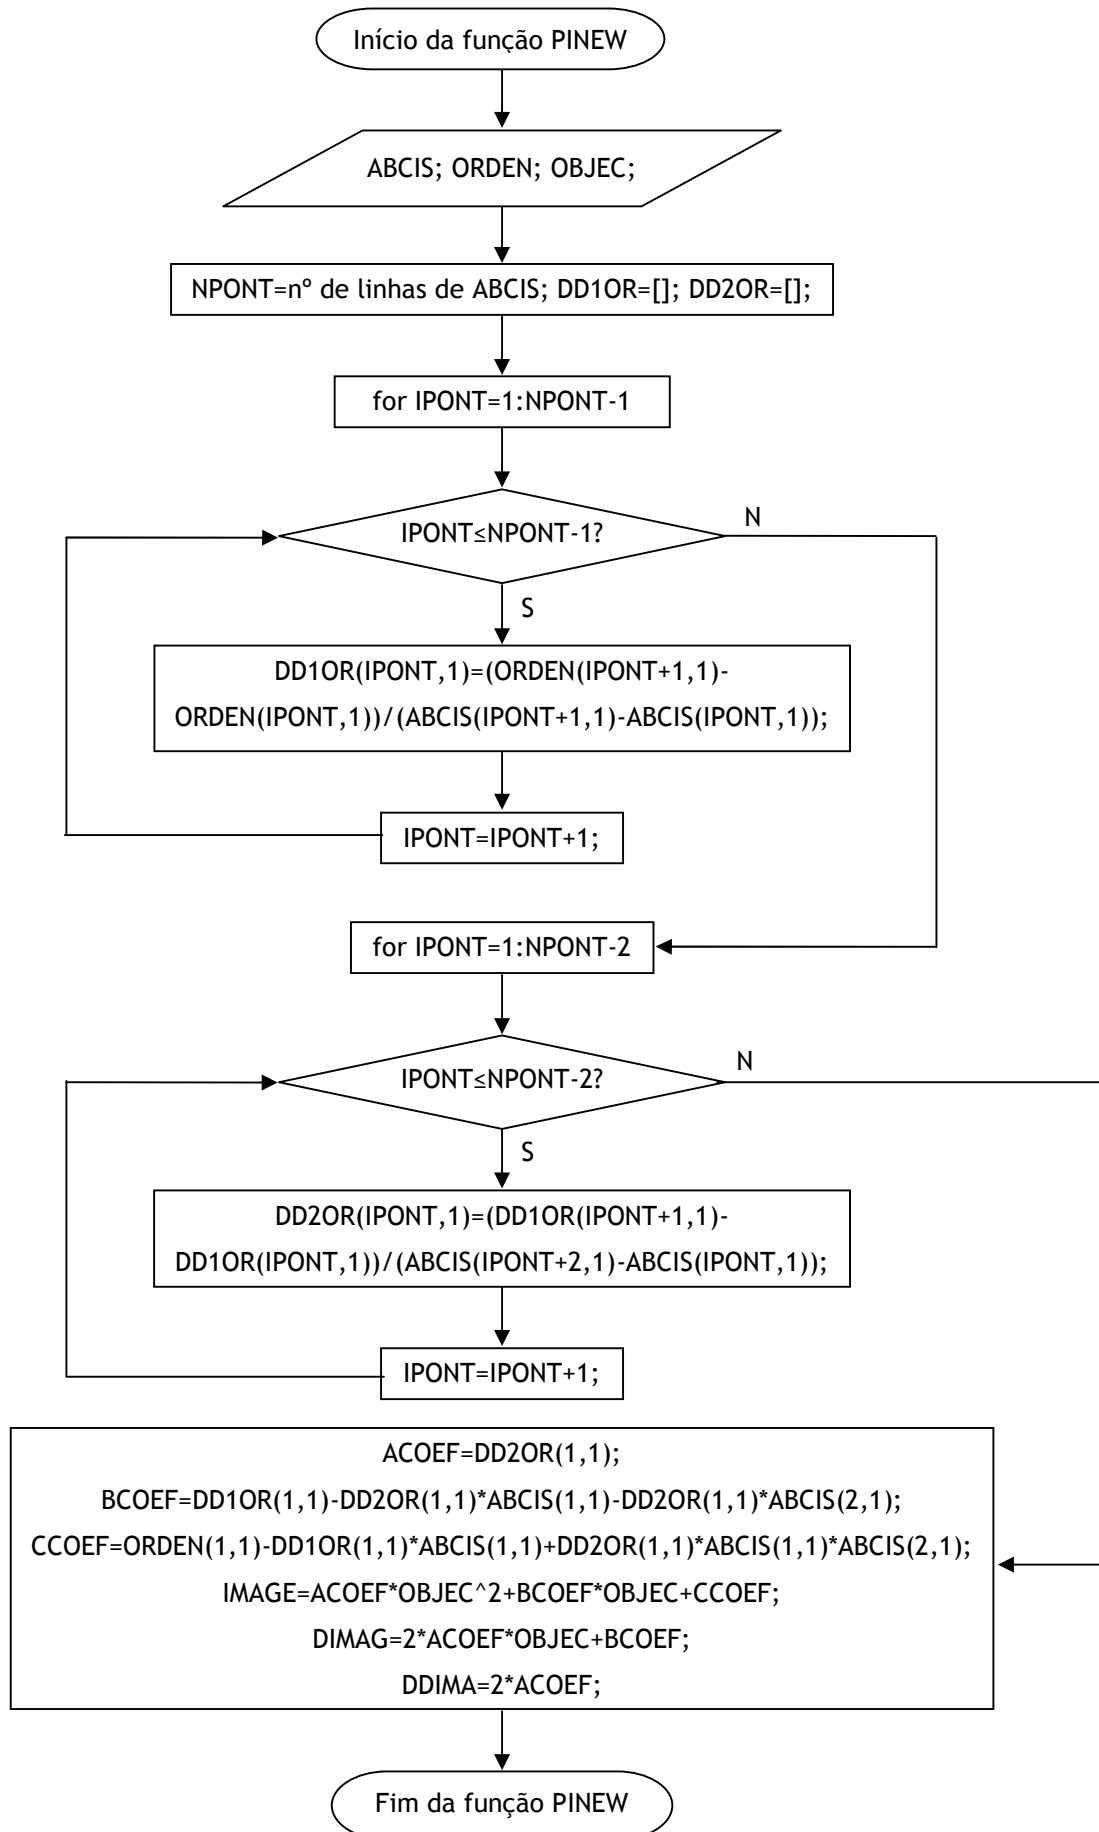 Início da função PINEW
ABCIS; ORDEN; OBJEC;
NPONT=nº de linhas de ABCIS; DD1OR=[]; DD2OR=[];
for IPONT=1:NPONT-1
IPONT≤NPONT-1?
N
S
DD1OR(IPONT,1)=(ORDEN(IPONT+1,1)-
ORDEN(IPONT,1))/(ABCIS(IPONT+1,1)-ABCIS(IPONT,1));
IPONT=IPONT+1;
for IPONT=1:NPONT-2
IPONT≤NPONT-2?
N
S
DD2OR(IPONT,1)=(DD1OR(IPONT+1,1)-
DD1OR(IPONT,1))/(ABCIS(IPONT+2,1)-ABCIS(IPONT,1));
IPONT=IPONT+1;
ACOEF=DD2OR(1,1);
BCOEF=DD1OR(1,1)-DD2OR(1,1)*ABCIS(1,1)-DD2OR(1,1)*ABCIS(2,1);
CCOEF=ORDEN(1,1)-DD1OR(1,1)*ABCIS(1,1)+DD2OR(1,1)*ABCIS(1,1)*ABCIS(2,1);
IMAGE=ACOEF*OBJEC^2+BCOEF*OBJEC+CCOEF;
DIMAG=2*ACOEF*OBJEC+BCOEF;
DDIMA=2*ACOEF;
Fim da função PINEW